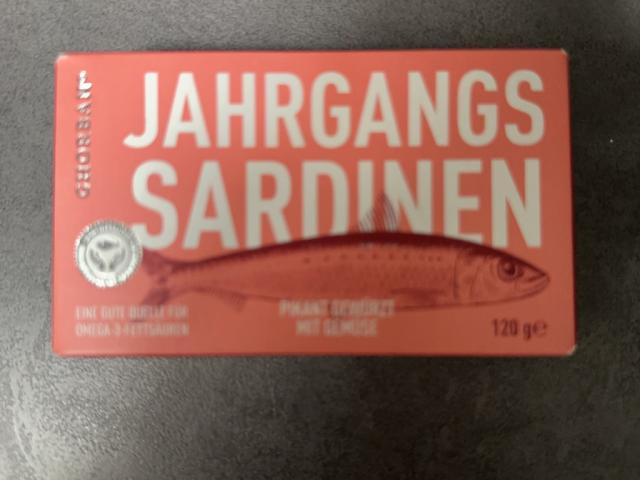 JAHRGANGS
SARDINEN
EINE GUTE QUELLE FÜR
OMEGA-3-FETTSÄUREN
PIKANT GEWÜRZT
MIT GEMÜSE
120 g℮